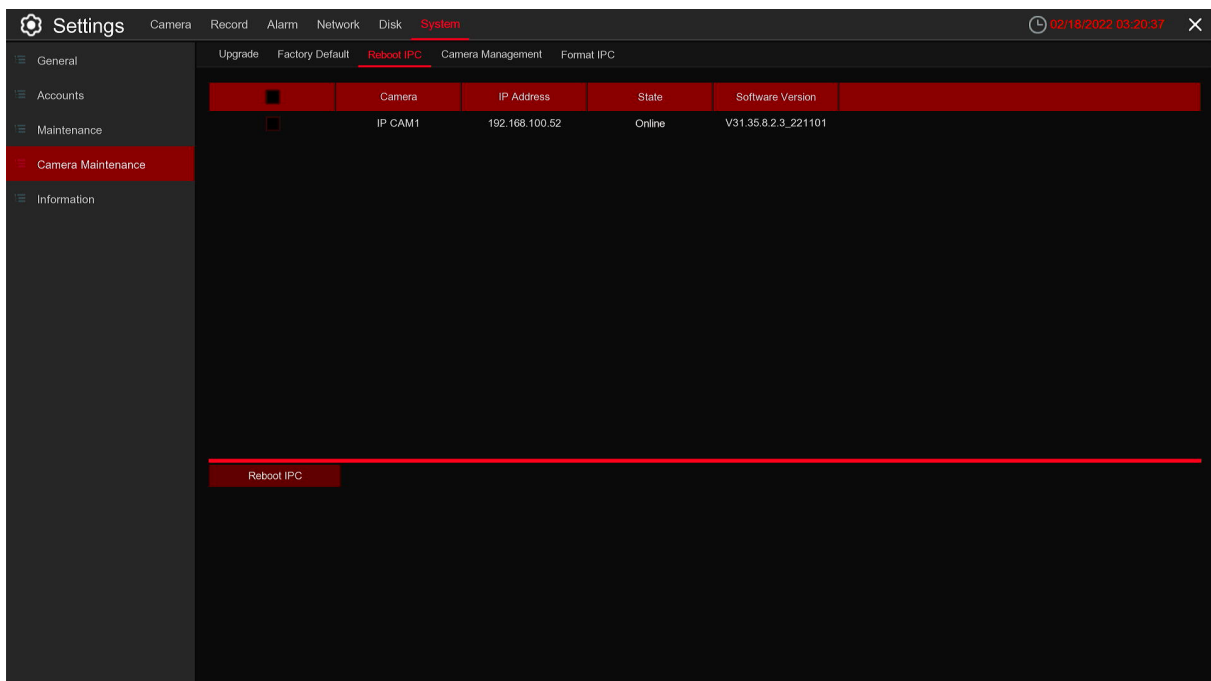 Settings Camera Record Alarm Network Disk System 02/18/2022 03:20:37
Upgrade Factory Default Reboot IPC Camera Management Format IPC
General
Accounts
Maintenance
Camera Maintenance
Information
Camera IP Address State Software Version
IP CAM1 192.168.100.52 Online V31.35.8.2.3_221101
Reboot IPC